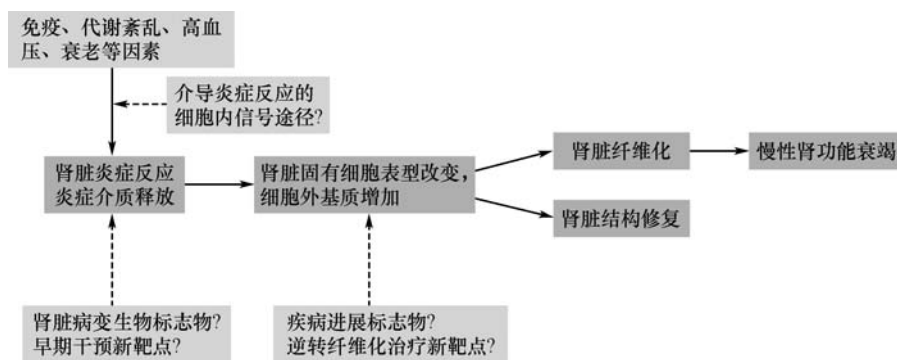 免疫、代谢紊乱、高血
压、衰老等因素
介导炎症反应的
细胞内信号途径?
肾脏炎症反应
炎症介质释放
肾脏固有细胞表型改变,
细胞外基质增加
肾脏纤维化
慢性肾功能衰竭
肾脏结构修复
肾脏病变生物标志物?
早期干预新靶点?
疾病进展标志物?
逆转纤维化治疗新靶点?